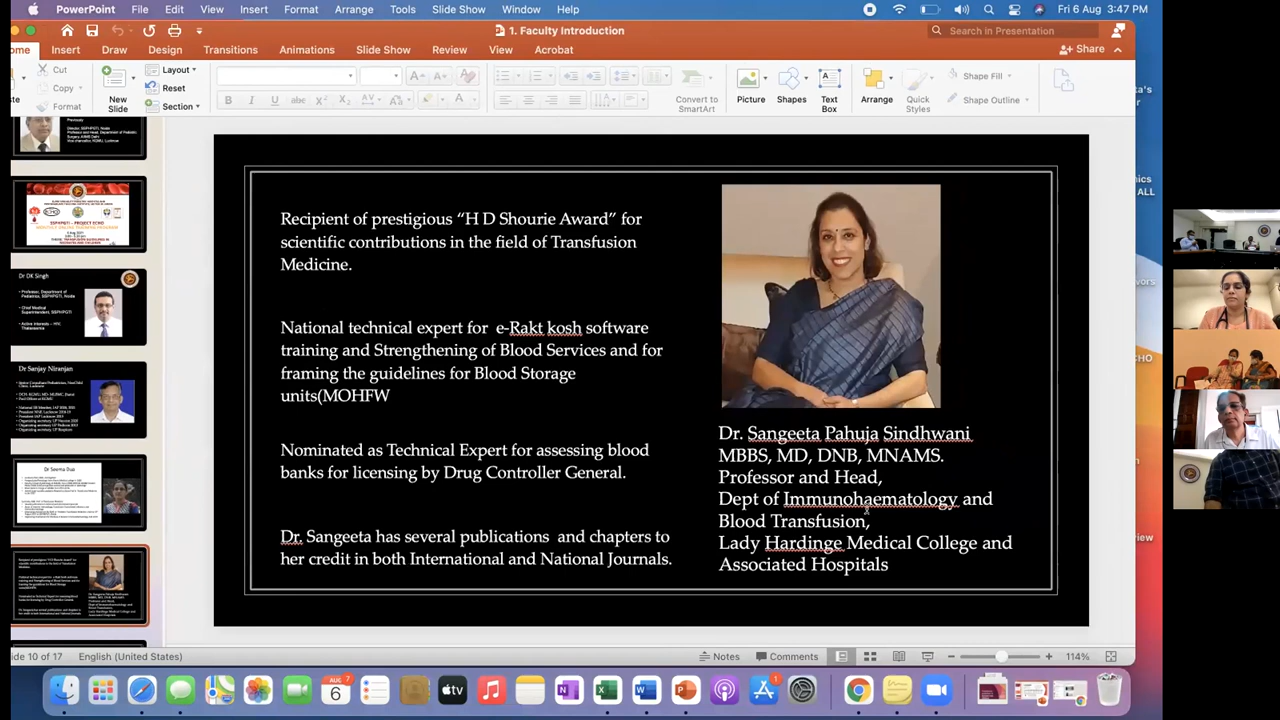 PowerPoint File Edit View Insert Format Arrange Tools Slide Show Window Help
Fri 6 Aug 3:47 PM
1. Faculty Introduction
Search in Presentation
ome Insert Draw Design Transitions Animations Slide Show Review View Acrobat
Share
Cut
Copy
Format
New
Slide
Layout
Reset
Section
Convert to
SmartArt
Picture
Shapes
Text
Box
Arrange
Quick
Styles
Shape Fill
Shape Outline
Dr DK Singh
Dr Sanjay Niranjan
Dr Seema Dua
Recipient of prestigious “H D Shourie Award” for
scientific contributions in the field of Transfusion
Medicine.
National technical expert for e-Rakt kosh software
training and Strengthening of Blood Services and for
framing the guidelines for Blood Storage
units(MOHFW
Nominated as Technical Expert for assessing blood
banks for licensing by Drug Controller General.
Dr. Sangeeta has several publications and chapters to
her credit in both International and National Journals.
Dr. Sangeeta Pahuja Sindhwani
MBBS, MD, DNB, MNAMS.
Professor and Head,
Dept of Immunohaematology and
Blood Transfusion,
Lady Hardinge Medical College and
Associated Hospitals
lide 10 of 17
English (United States)
Notes
Comments
114%
AUG
6
tv